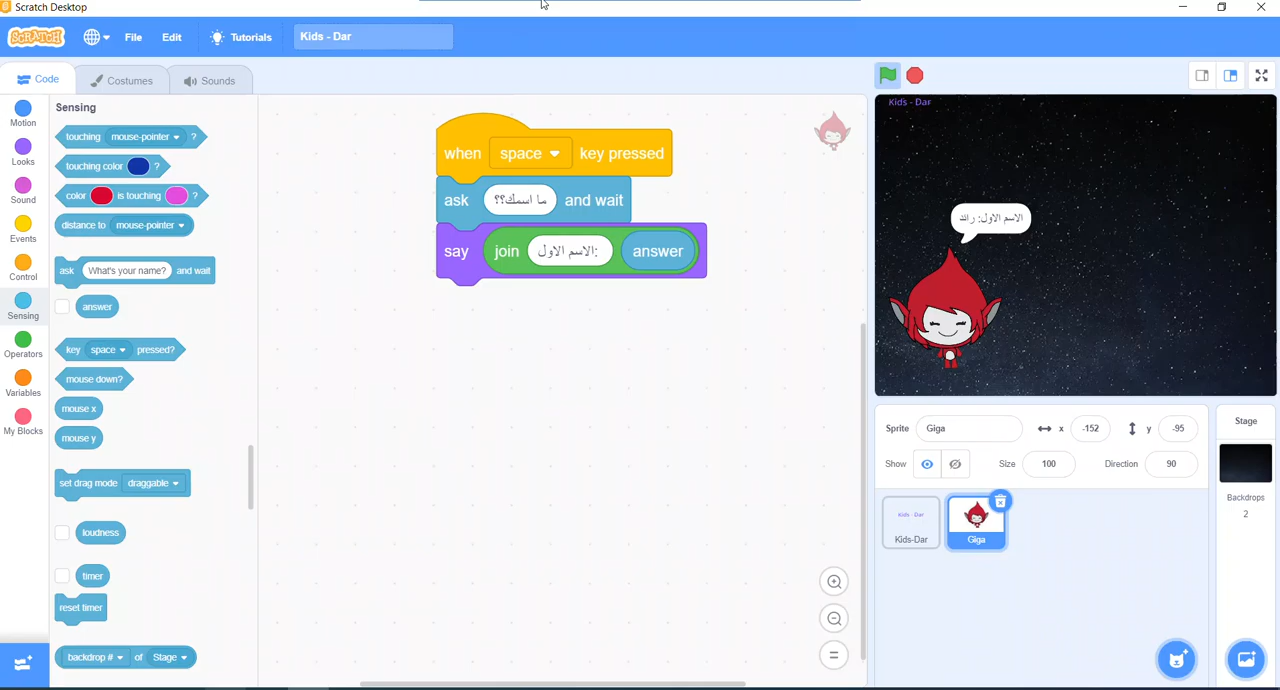 Scratch Desktop
SCRATCH
File
Edit
Tutorials
Kids - Dar
Code
Costumes
Sounds
Motion
Looks
Sound
Events
Control
Sensing
Operators
Variables
My Blocks
Sensing
touching mouse-pointer ?
touching color ?
color is touching ?
distance to mouse-pointer
ask What's your name? and wait
answer
key space pressed?
mouse down?
mouse x
mouse y
set drag mode draggable
loudness
timer
reset timer
backdrop # of Stage
when space key pressed
ask ما اسمك؟؟ and wait
say join الاسم الاول: answer
Kids - Dar
الاسم الاول: رائد
Sprite Giga x -152 y -95
Show Size 100 Direction 90
Kids - Dar
Kids-Dar
Giga
Stage
Backdrops
2